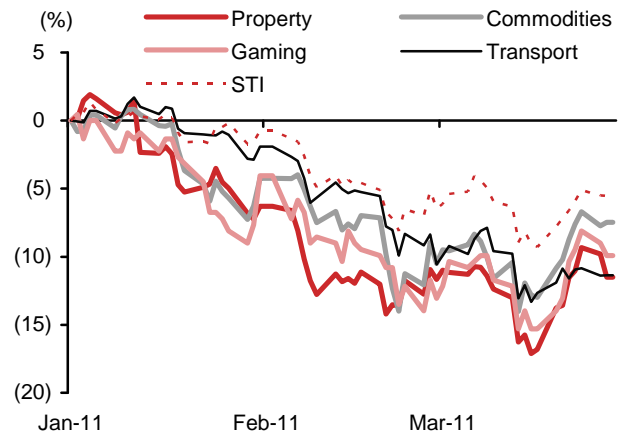 (%)
Property
Commodities
Gaming
Transport
STI
5
0
(5)
(10)
(15)
(20)
Jan-11
Feb-11
Mar-11